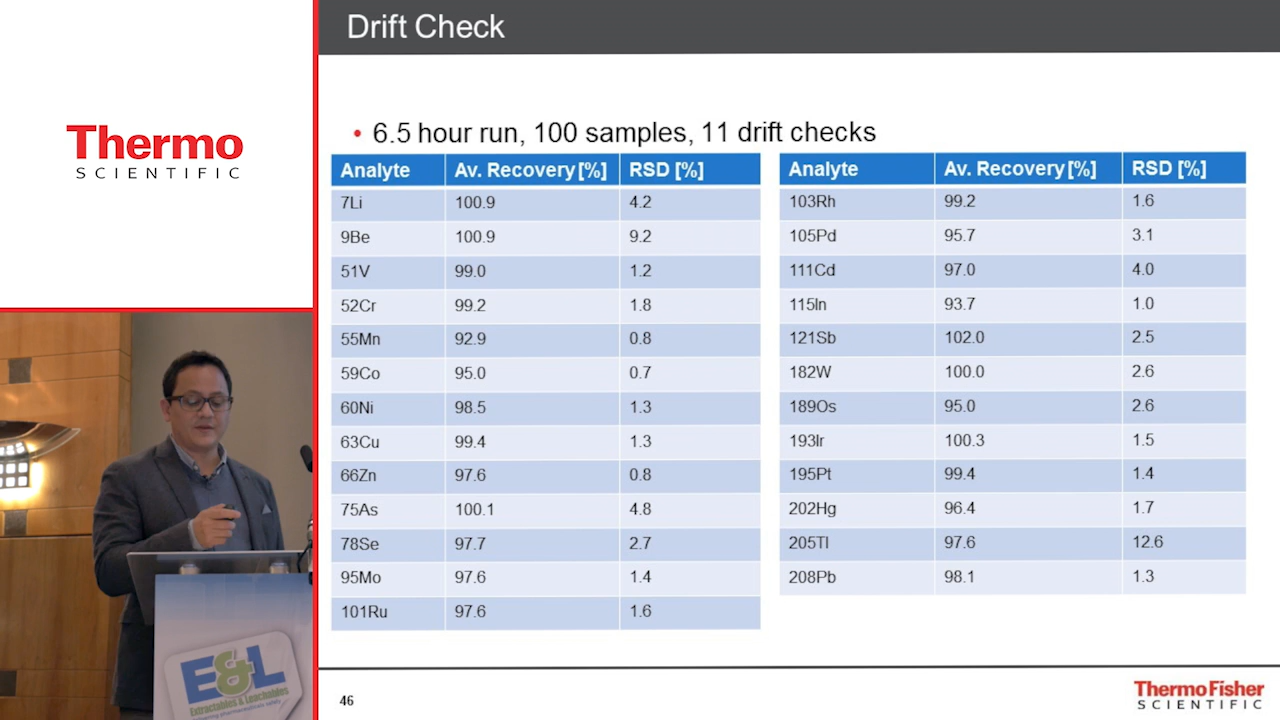 Drift Check
Thermo
SCIENTIFIC
• 6.5 hour run, 100 samples, 11 drift checks
Analyte Av. Recovery [%] RSD [%]
7Li 100.9 4.2
9Be 100.9 9.2
51V 99.0 1.2
52Cr 99.2 1.8
55Mn 92.9 0.8
59Co 95.0 0.7
60Ni 98.5 1.3
63Cu 99.4 1.3
66Zn 97.6 0.8
75As 100.1 4.8
78Se 97.7 2.7
95Mo 97.6 1.4
101Ru 97.6 1.6
Analyte Av. Recovery [%] RSD [%]
103Rh 99.2 1.6
105Pd 95.7 3.1
111Cd 97.0 4.0
115In 93.7 1.0
121Sb 102.0 2.5
182W 100.0 2.6
189Os 95.0 2.6
193Ir 100.3 1.5
195Pt 99.4 1.4
202Hg 96.4 1.7
205Tl 97.6 12.6
208Pb 98.1 1.3
E&L
Extractables & Leachables
46
ThermoFisher
SCIENTIFIC